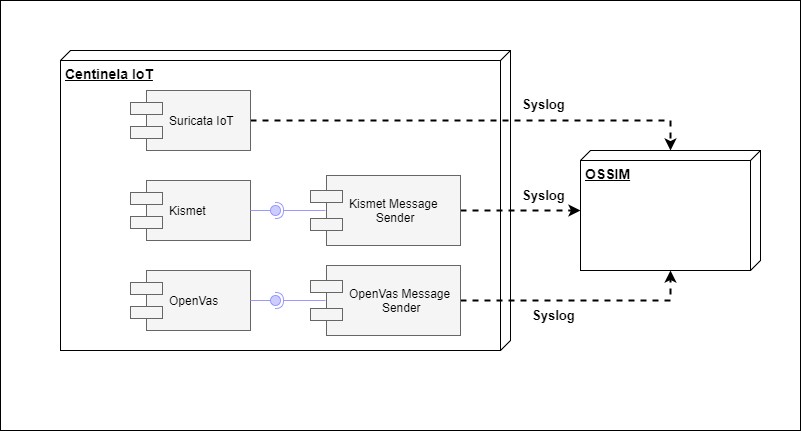 Centinela IoT
Suricata IoT
Syslog
OSSIM
Kismet
Kismet Message
Sender
Syslog
OpenVas
OpenVas Message
Sender
Syslog